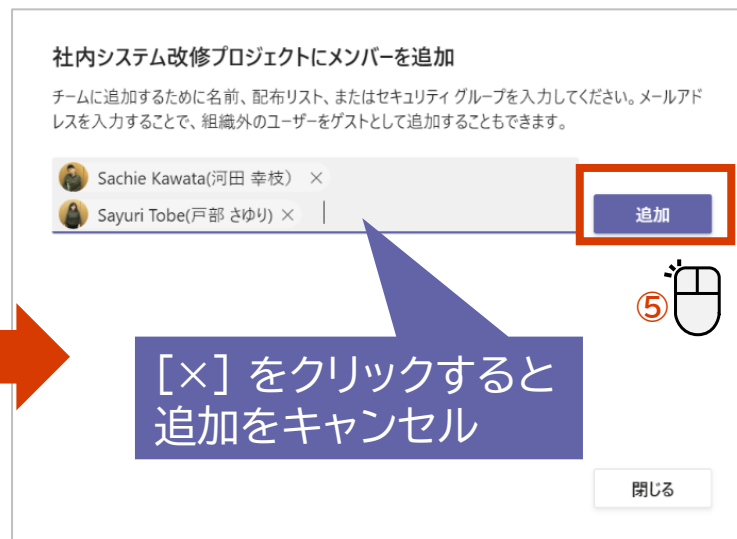 社内システム改修プロジェクトにメンバーを追加
チームに追加するために名前、配布リスト、またはセキュリティ グループを入力してください。メールアド
レスを入力することで、組織外のユーザーをゲストとして追加することもできます。
Sachie Kawata(河田 幸枝） ×
Sayuri Tobe(戸部 さゆり) ×
追加
⑤
[×] をクリックすると
追加をキャンセル
閉じる